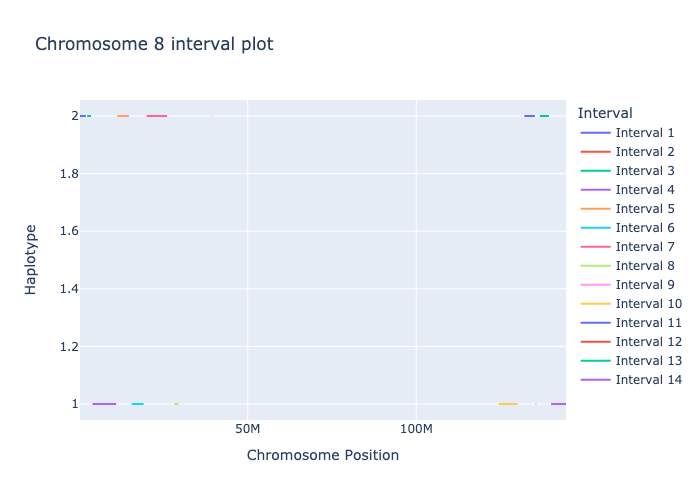 Chromosome 8 interval plot
Interval
Interval 1
Interval 2
Interval 3
Interval 4
Interval 5
Interval 6
Interval 7
Interval 8
Interval 9
Interval 10
Interval 11
Interval 12
Interval 13
Interval 14
Haplotype
2
1.8
1.6
1.4
1.2
1
50M
100M
Chromosome Position